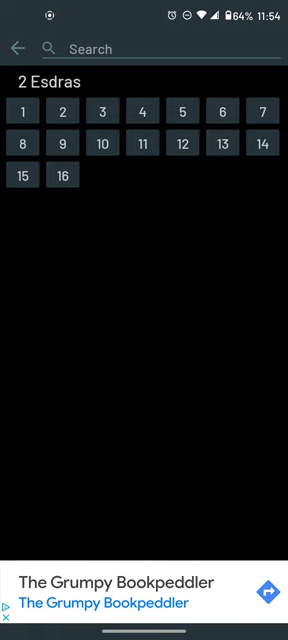 64% 11:54
Search
2 Esdras
1 2 3 4 5 6 7
8 9 10 11 12 13 14
15 16
The Grumpy Bookpeddler
The Grumpy Bookpeddler